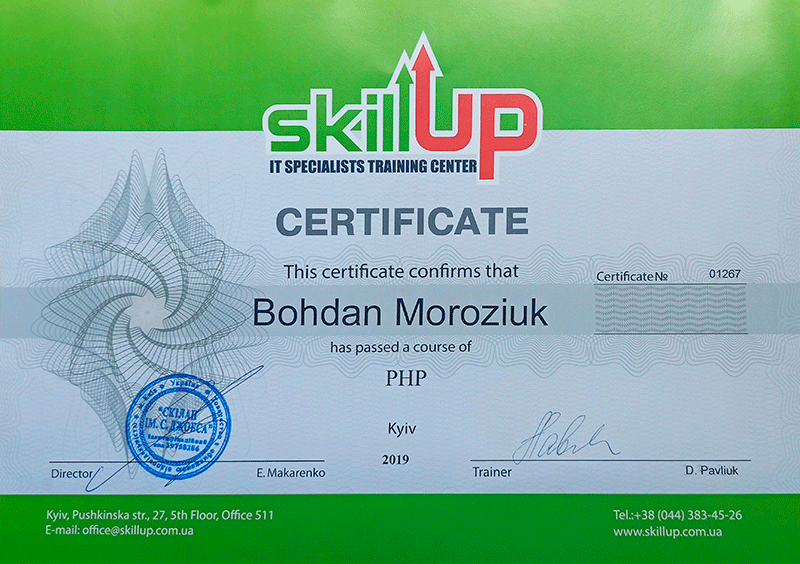 skillUp
IT SPECIALISTS TRAINING CENTER
CERTIFICATE
This certificate confirms that
Certificate № 01267
Bohdan Moroziuk
has passed a course of
PHP
"СКІЛАП
ІМ. С. ДЖОБСА"
Kyiv
2019
Director E. Makarenko
Trainer D. Pavliuk
Kyiv, Pushkinska str., 27, 5th Floor, Office 511
E-mail: office@skillup.com.ua
Tel.:+38 (044) 383-45-26
www.skillup.com.ua